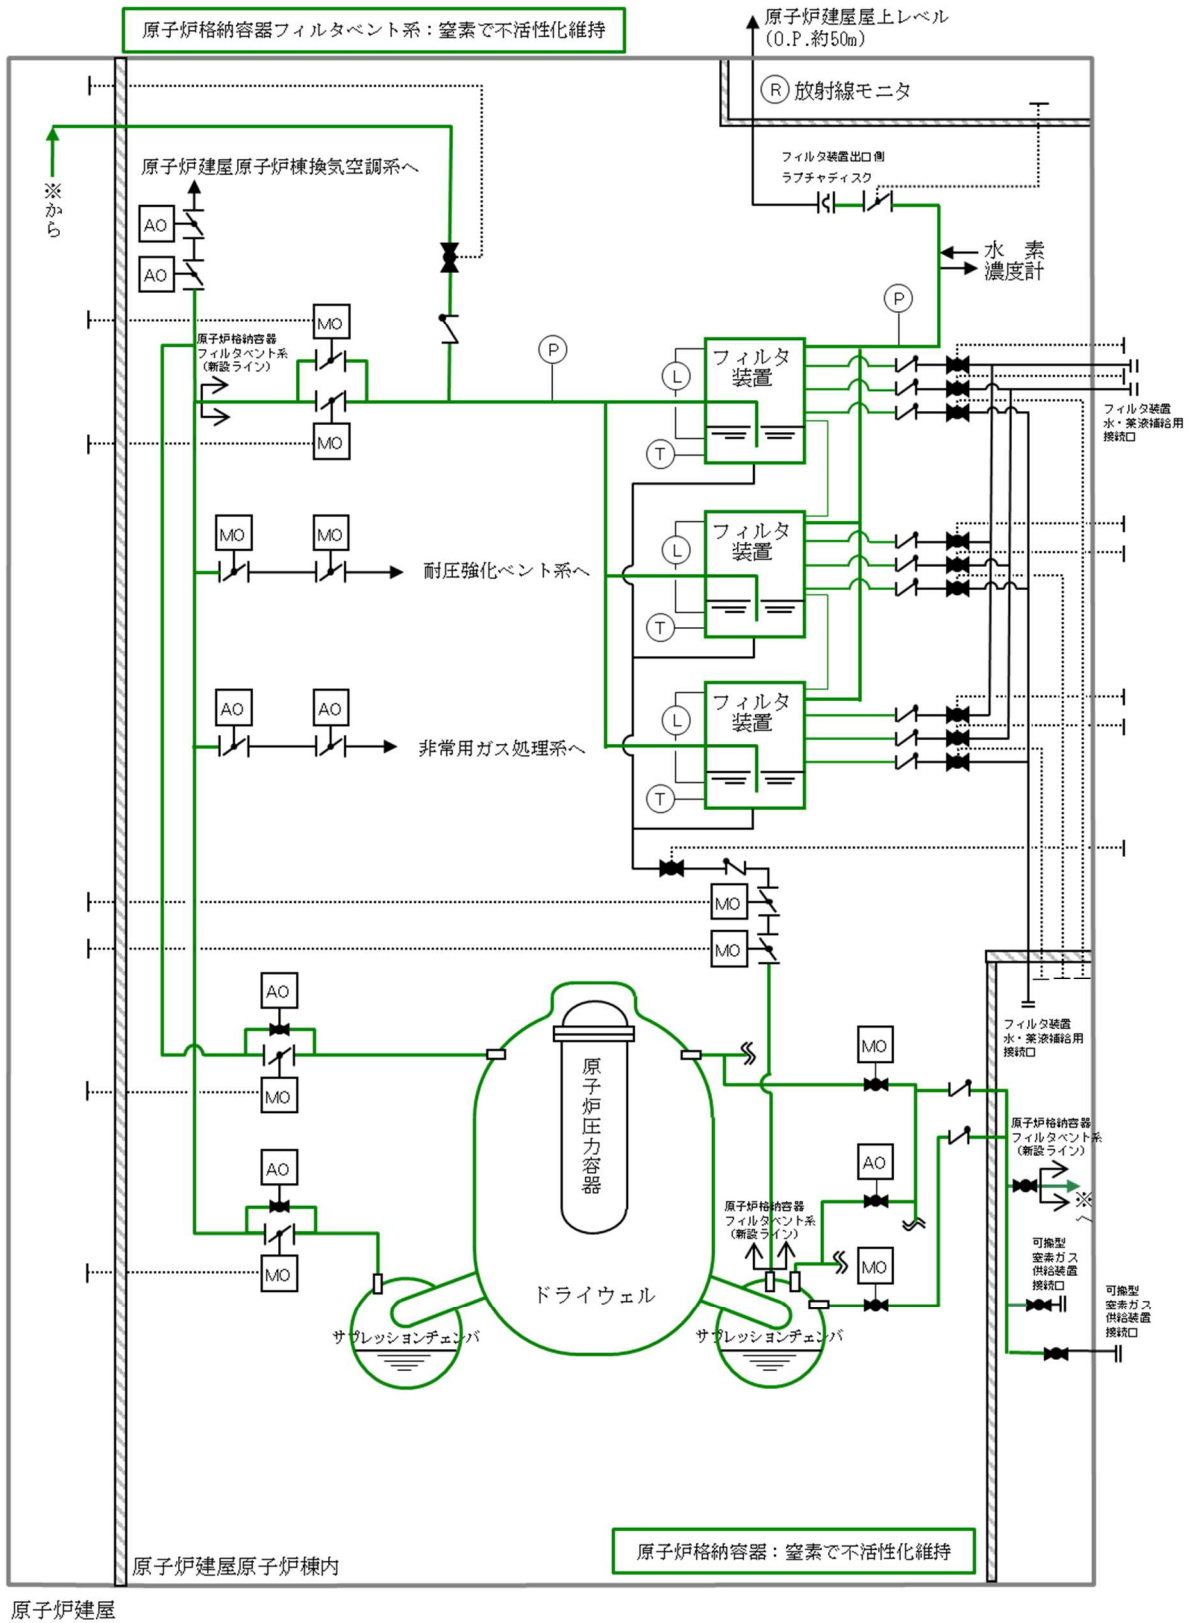 原子炉格納容器フィルタベント系：窒素で不活性化維持
原子炉建屋屋上レベル
(O.P.約50m)
R 放射線モニタ
フィルタ装置出口側
ラプチャディスク
※から
原子炉建屋原子炉棟換気空調系へ
AO
AO
水　素
濃度計
P
P
MO
原子炉格納容器
フィルタベント系
(新設ライン)
MO
フィルタ
装置
L
T
フィルタ装置
水・薬液補給用
接続口
MO
MO
耐圧強化ベント系へ
フィルタ
装置
L
T
AO
AO
非常用ガス処理系へ
フィルタ
装置
L
T
MO
MO
AO
MO
原子炉圧力容器
MO
フィルタ装置
水・薬液補給用
接続口
原子炉格納容器
フィルタベント系
(新設ライン)
※へ
AO
AO
MO
原子炉格納容器
フィルタベント系
(新設ライン)
MO
ドライウェル
サプレッションチェンバ
サプレッションチェンバ
可搬型
窒素ガス
供給装置
接続口
可搬型
窒素ガス
供給装置
接続口
原子炉格納容器：窒素で不活性化維持
原子炉建屋原子炉棟内
原子炉建屋